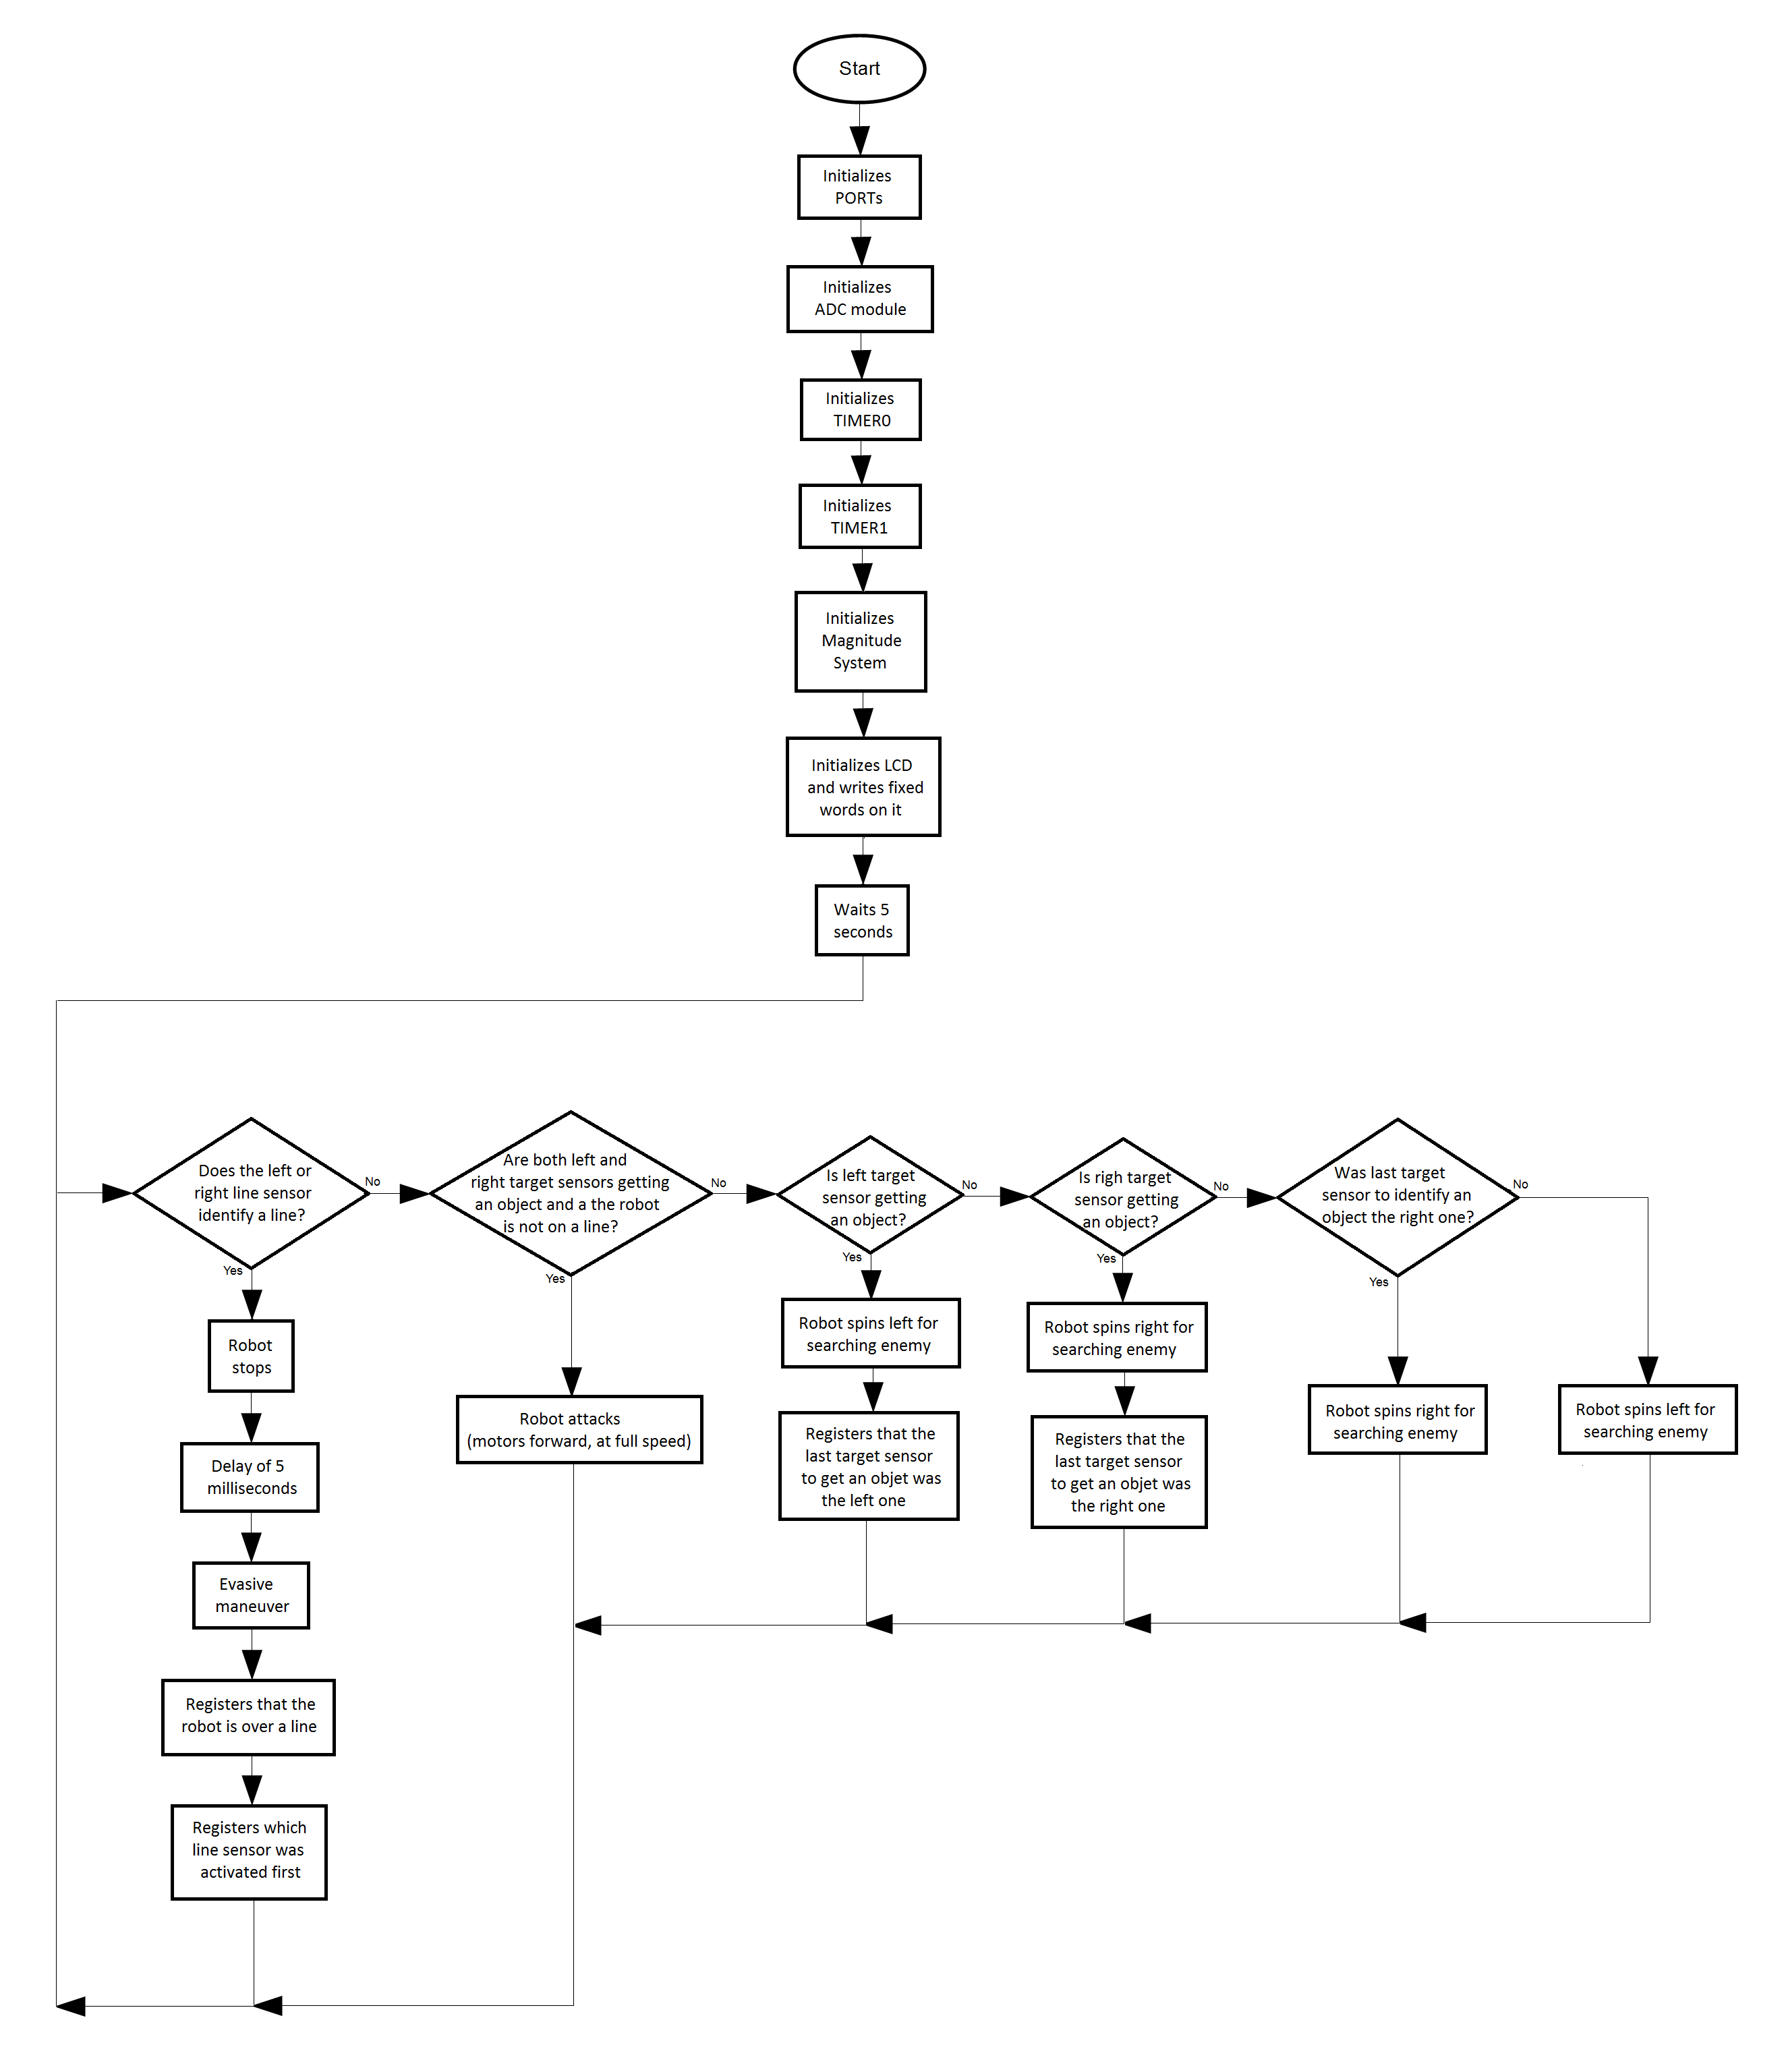 Start
Initializes
PORTs
Initializes
ADC module
Initializes
TIMER0
Initializes
TIMER1
Initializes
Magnitude
System
Initializes LCD
and writes fixed
words on it
Waits 5
seconds
Does the left or
right line sensor
identify a line?
No
Yes
Are both left and
right target sensors getting
an object and a the robot
is not on a line?
No
Yes
Is left target
sensor getting
an object?
No
Yes
Is righ target
sensor getting
an object?
No
Yes
Was last target
sensor to identify an
object the right one?
No
Yes
Robot
stops
Delay of 5
milliseconds
Evasive
maneuver
Registers that the
robot is over a line
Registers which
line sensor was
activated first
Robot attacks
(motors forward, at full speed)
Robot spins left for
searching enemy
Registers that the
last target sensor
to get an objet was
the left one
Robot spins right for
searching enemy
Registers that the
last target sensor
to get an objet was
the right one
Robot spins right for
searching enemy
Robot spins left for
searching enemy